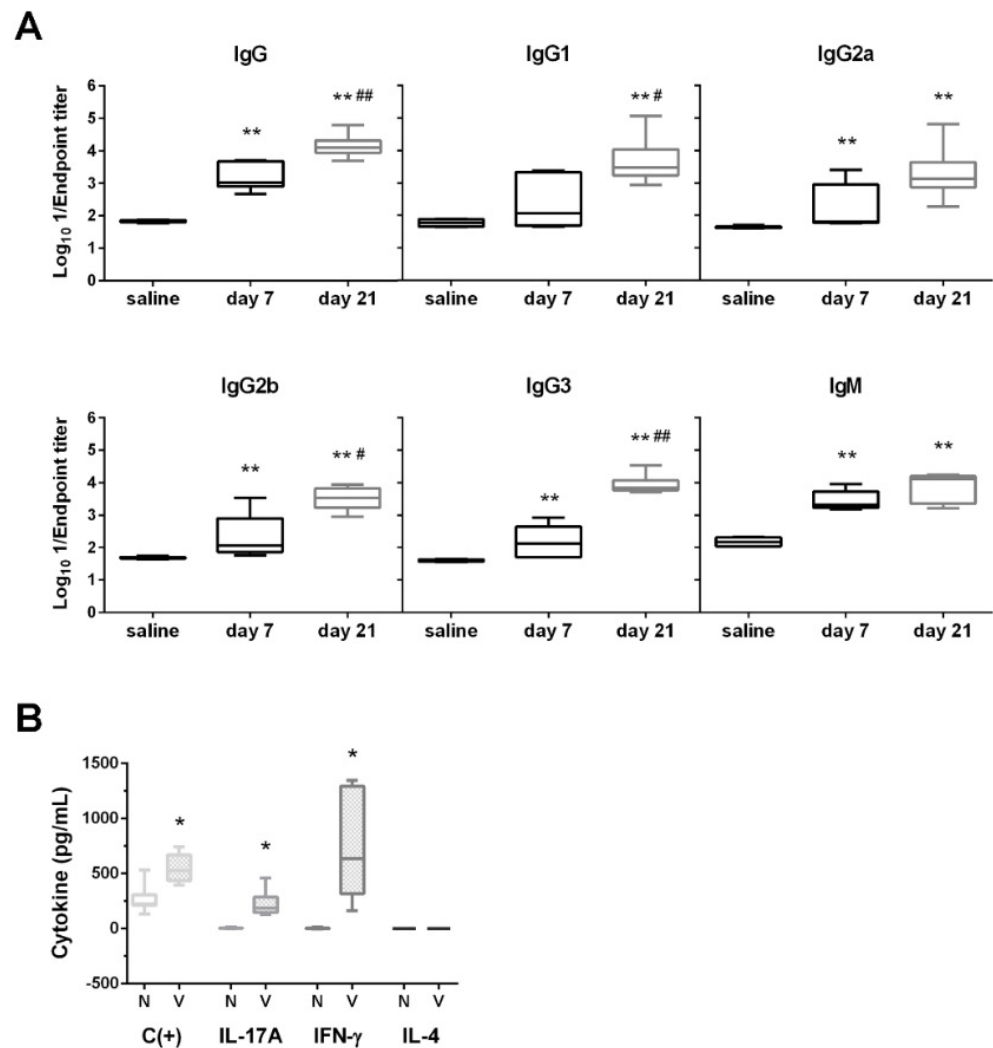 A
IgG
IgG1
IgG2a
Log10 1/Endpoint titer
6
5
4
3
2
1
0
** 
** ##
** #
**
**
saline
day 7
day 21
saline
day 7
day 21
saline
day 7
day 21
IgG2b
IgG3
IgM
Log10 1/Endpoint titer
6
5
4
3
2
1
0
**
** #
**
** ##
**
**
saline
day 7
day 21
saline
day 7
day 21
saline
day 7
day 21
B
Cytokine (pg/mL)
1500
1000
500
0
-500
*
*
*
N V N V N V N V
C(+) IL-17A IFN-γ IL-4